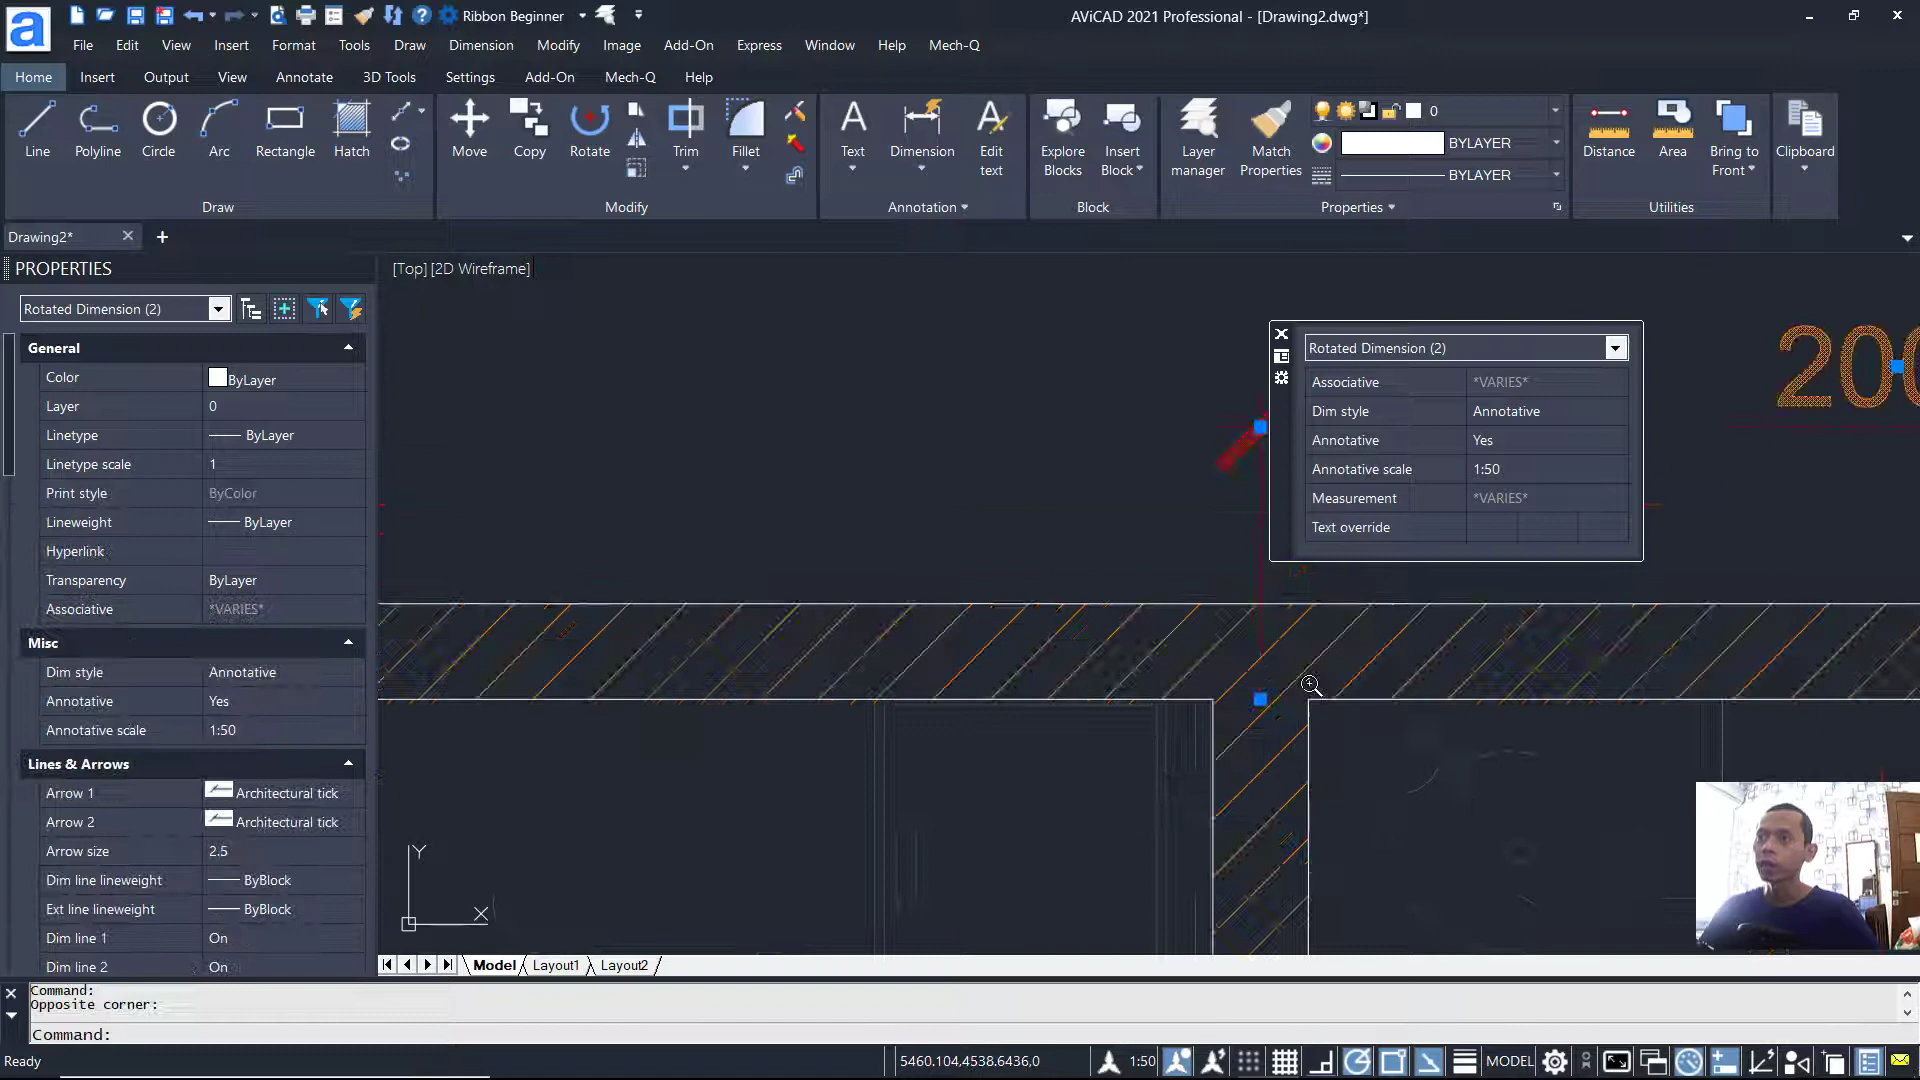 a
Ribbon Beginner
AViCAD 2021 Professional - [Drawing2.dwg*]
File Edit View Insert Format Tools Draw Dimension Modify Image Add-On Express Window Help Mech-Q
Home Insert Output View Annotate 3D Tools Settings Add-On Mech-Q Help
Line Polyline Circle Arc Rectangle Hatch
Move Copy Rotate Trim Fillet
A Text Dimension Edit text
Explore Blocks Insert Block
Layer manager Match Properties
0
BYLAYER
BYLAYER
Distance Area Bring to Front Clipboard
Draw Modify Annotation Block Properties Utilities
Drawing2*
PROPERTIES
[Top] [2D Wireframe]
Rotated Dimension (2)
General
Color ByLayer
Layer 0
Linetype ByLayer
Linetype scale 1
Print style ByColor
Lineweight ByLayer
Hyperlink
Transparency ByLayer
Associative *VARIES*
Misc
Dim style Annotative
Annotative Yes
Annotative scale 1:50
Lines & Arrows
Arrow 1 Architectural tick
Arrow 2 Architectural tick
Arrow size 2.5
Dim line lineweight ByBlock
Ext line lineweight ByBlock
Dim line 1 On
Dim line 2 On
Rotated Dimension (2)
Associative *VARIES*
Dim style Annotative
Annotative Yes
Annotative scale 1:50
Measurement *VARIES*
Text override
200
Y
X
Model Layout1 Layout2
Command:
Opposite corner:
Command:
Ready
5460.104,4538.6436,0
1:50
MODEL